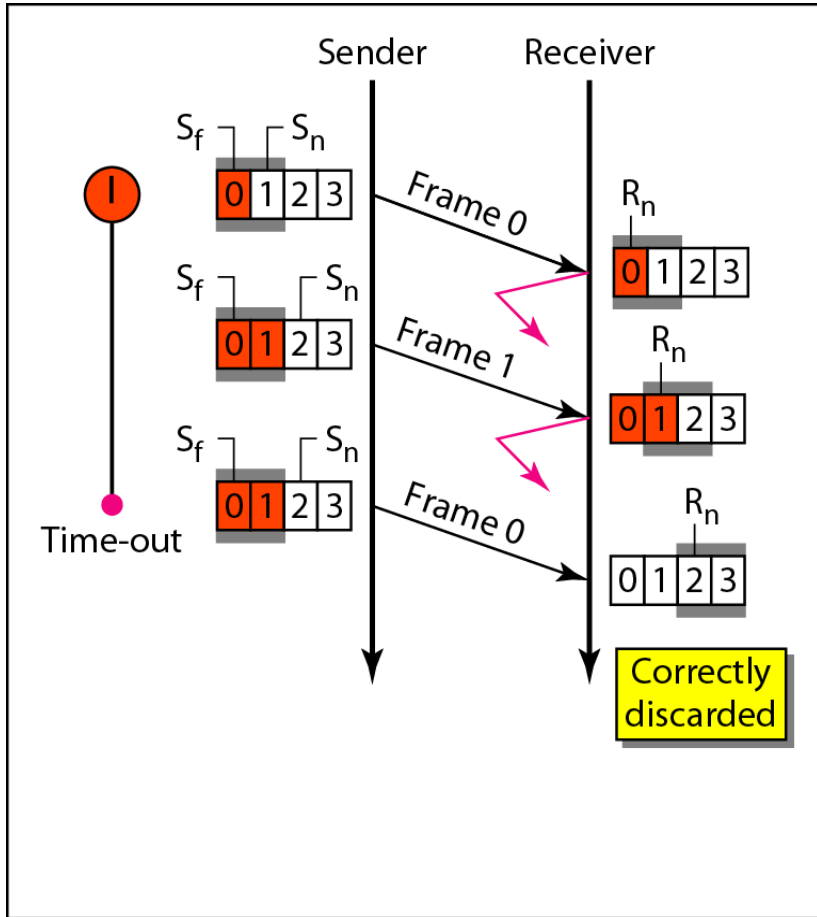 Sender Receiver
Sf Sn
0 1 2 3
Frame 0
Rn
0 1 2 3
Sf Sn
0 1 2 3
Frame 1
Rn
0 1 2 3
Sf Sn
0 1 2 3
Frame 0
Rn
0 1 2 3
Time-out
Correctly
discarded